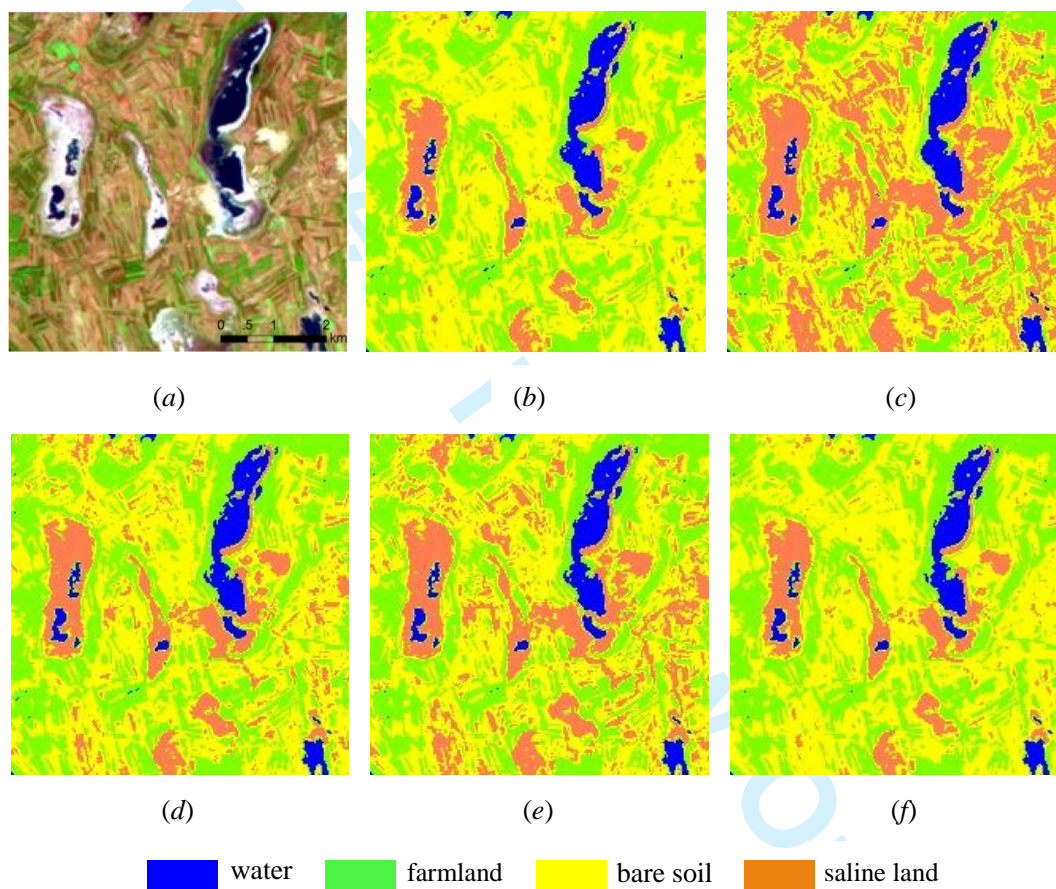 0 .5 1 2
km
(a) (b) (c)
(d) (e) (f)
water farmland bare soil saline land